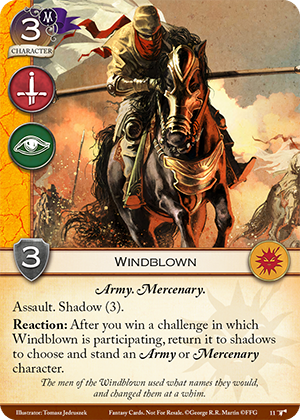 3
M
CHARACTER
3
WINDBLOWN
Army. Mercenary.
Assault. Shadow (3).
Reaction: After you win a challenge in which
Windblown is participating, return it to shadows
to choose and stand an Army or Mercenary
character.
The men of the Windblown used what names they would,
and changed them at a whim.
Illustrator: Tomasz Jedruszek
Fantasy Cards. Not For Resale. ©George R.R. Martin ©FFG
11